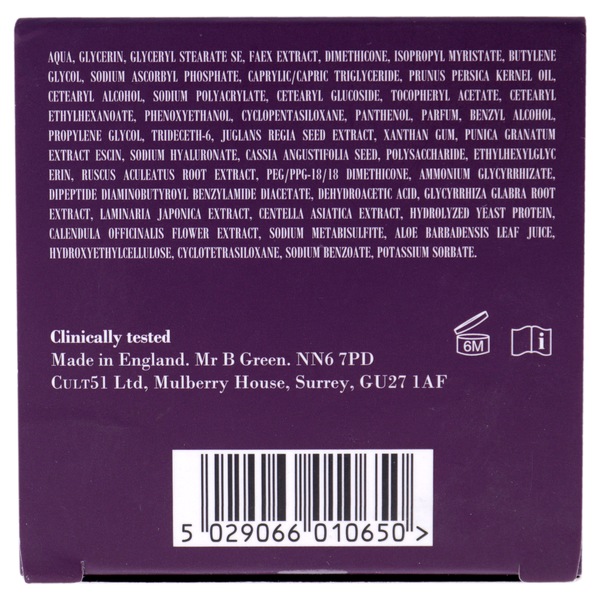 AQUA, GLYCERIN, GLYCERYL STEARATE SE, FAEX EXTRACT, DIMETHICONE, ISOPROPYL MYRISTATE, BUTYLENE
GLYCOL, SODIUM ASCORBYL PHOSPHATE, CAPRYLIC/CAPRIC TRIGLYCERIDE, PRUNUS PERSICA KERNEL OIL,
CETEARYL ALCOHOL, SODIUM POLYACRYLATE, CETEARYL GLUCOSIDE, TOCOPHERYL ACETATE, CETEARYL
ETHYLHEXANOATE, PHENOXYETHANOL, CYCLOPENTASILOXANE, PANTHENOL, PARFUM, BENZYL ALCOHOL,
PROPYLENE GLYCOL, TRIDECETH-6, JUGLANS REGIA SEED EXTRACT, XANTHAN GUM, PUNICA GRANATUM
EXTRACT ESCIN, SODIUM HYALURONATE, CASSIA ANGUSTIFOLIA SEED, POLYSACCHARIDE, ETHYLHEXYLGLYC
ERIN, RUSCUS ACULEATUS ROOT EXTRACT, PEG/PPG-18/18 DIMETHICONE, AMMONIUM GLYCYRRHIZATE,
DIPEPTIDE DIAMINOBUTYROYL BENZYLAMIDE DIACETATE, DEHYDROACETIC ACID, GLYCYRRHIZA GLABRA ROOT
EXTRACT, LAMINARIA JAPONICA EXTRACT, CENTELLA ASIATICA EXTRACT, HYDROLYZED YEAST PROTEIN,
CALENDULA OFFICINALIS FLOWER EXTRACT, SODIUM METABISULFITE, ALOE BARBADENSIS LEAF JUICE,
HYDROXYETHYLCELLULOSE, CYCLOTETRASILOXANE, SODIUM BENZOATE, POTASSIUM SORBATE.
Clinically tested
Made in England. Mr B Green. NN6 7PD
CULT51 Ltd, Mulberry House, Surrey, GU27 1AF
6M
i
5 029066 010650 >